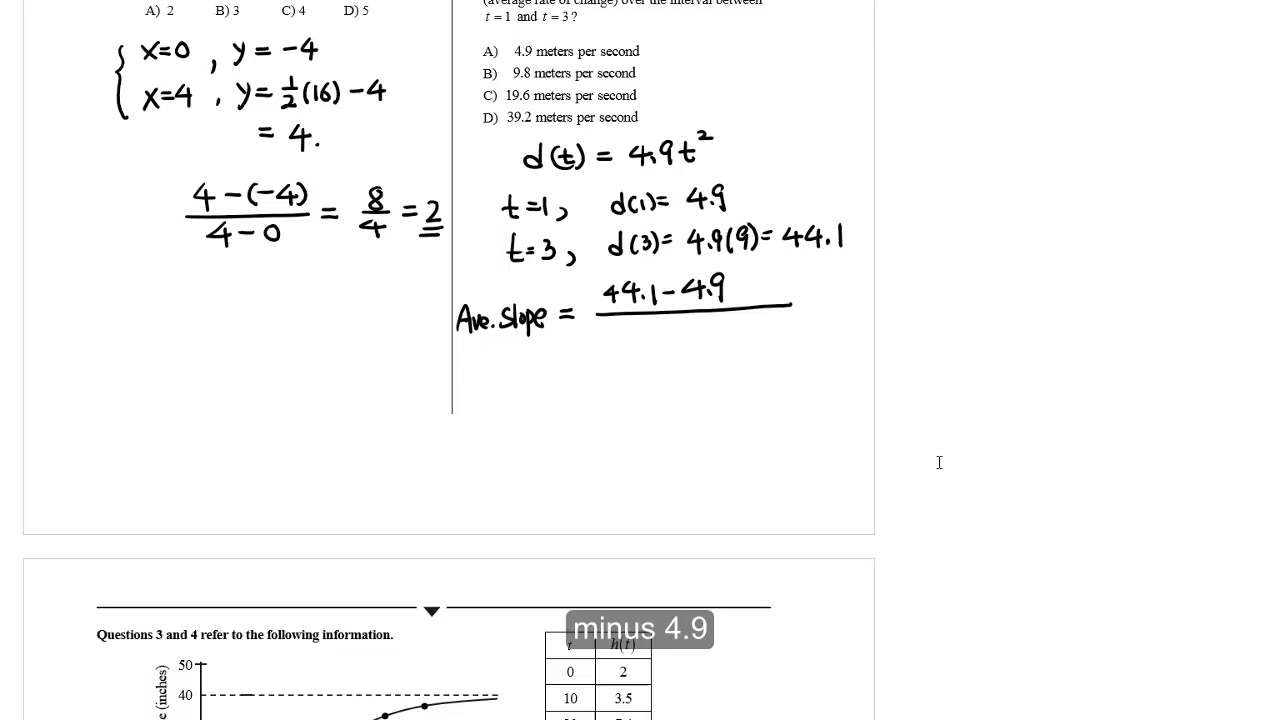 A) 2 B) 3 C) 4 D) 5
x=0 , y = -4
x=4 , y = 1/2 (16) - 4
= 4.
4 - (-4) / 4 - 0 = 8/4 = 2
(average rate of change) over the interval between
t = 1 and t = 3 ?
A) 4.9 meters per second
B) 9.8 meters per second
C) 19.6 meters per second
D) 39.2 meters per second
d(t) = 4.9t²
t=1, d(1)= 4.9
t=3, d(3)= 4.9(9)= 44.1
44.1 - 4.9
Ave. slope =
Questions 3 and 4 refer to the following information.
50
40
(inches)
t h(t)
0 2
10 3.5
minus 4.9